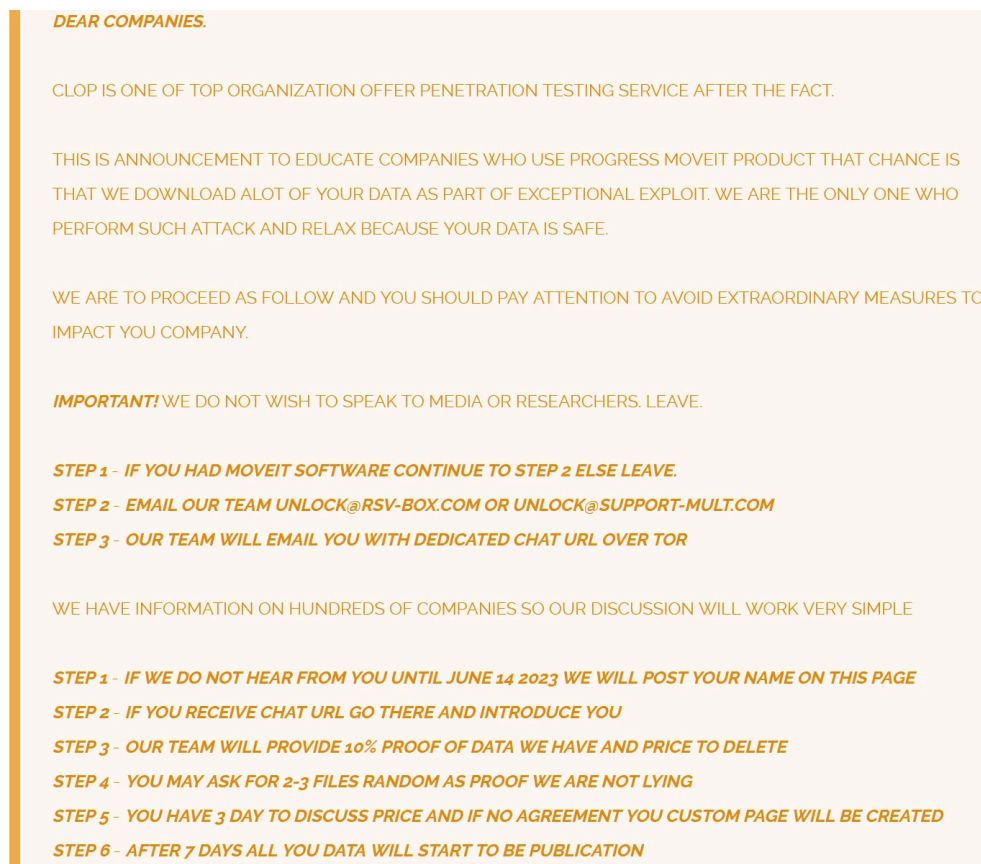 DEAR COMPANIES.
CLOP IS ONE OF TOP ORGANIZATION OFFER PENETRATION TESTING SERVICE AFTER THE FACT.
THIS IS ANNOUNCEMENT TO EDUCATE COMPANIES WHO USE PROGRESS MOVEIT PRODUCT THAT CHANCE IS
THAT WE DOWNLOAD ALOT OF YOUR DATA AS PART OF EXCEPTIONAL EXPLOIT. WE ARE THE ONLY ONE WHO
PERFORM SUCH ATTACK AND RELAX BECAUSE YOUR DATA IS SAFE.
WE ARE TO PROCEED AS FOLLOW AND YOU SHOULD PAY ATTENTION TO AVOID EXTRAORDINARY MEASURES TO
IMPACT YOU COMPANY.
IMPORTANT! WE DO NOT WISH TO SPEAK TO MEDIA OR RESEARCHERS. LEAVE.
STEP 1 - IF YOU HAD MOVEIT SOFTWARE CONTINUE TO STEP 2 ELSE LEAVE.
STEP 2 - EMAIL OUR TEAM UNLOCK@RSV-BOX.COM OR UNLOCK@SUPPORT-MULT.COM
STEP 3 - OUR TEAM WILL EMAIL YOU WITH DEDICATED CHAT URL OVER TOR
WE HAVE INFORMATION ON HUNDREDS OF COMPANIES SO OUR DISCUSSION WILL WORK VERY SIMPLE
STEP 1 - IF WE DO NOT HEAR FROM YOU UNTIL JUNE 14 2023 WE WILL POST YOUR NAME ON THIS PAGE
STEP 2 - IF YOU RECEIVE CHAT URL GO THERE AND INTRODUCE YOU
STEP 3 - OUR TEAM WILL PROVIDE 10% PROOF OF DATA WE HAVE AND PRICE TO DELETE
STEP 4 - YOU MAY ASK FOR 2-3 FILES RANDOM AS PROOF WE ARE NOT LYING
STEP 5 - YOU HAVE 3 DAY TO DISCUSS PRICE AND IF NO AGREEMENT YOU CUSTOM PAGE WILL BE CREATED
STEP 6 - AFTER 7 DAYS ALL YOU DATA WILL START TO BE PUBLICATION